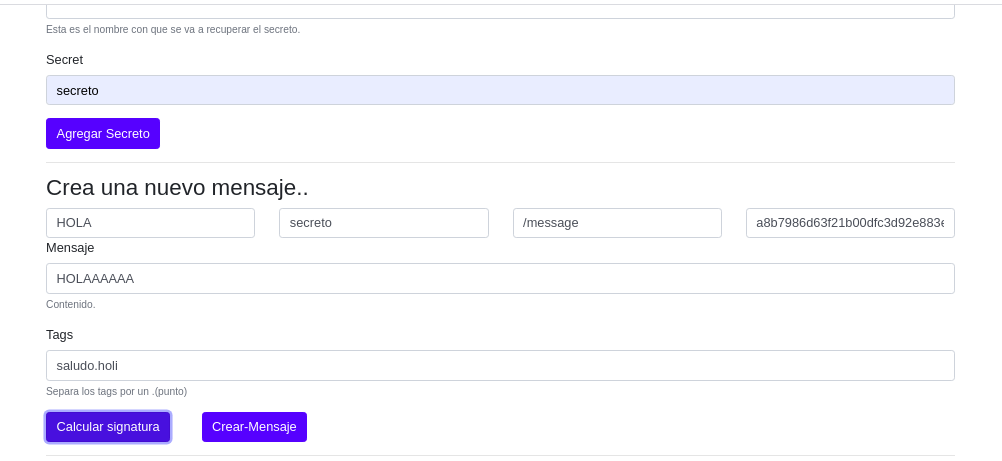 Esta es el nombre con que se va a recuperar el secreto.
Secret
secreto
Agregar Secreto
Crea una nuevo mensaje..
HOLA secreto /message a8b7986d63f21b00dfc3d92e883e
Mensaje
HOLAAAAAA
Contenido.
Tags
saludo.holi
Separa los tags por un .(punto)
Calcular signatura Crear-Mensaje